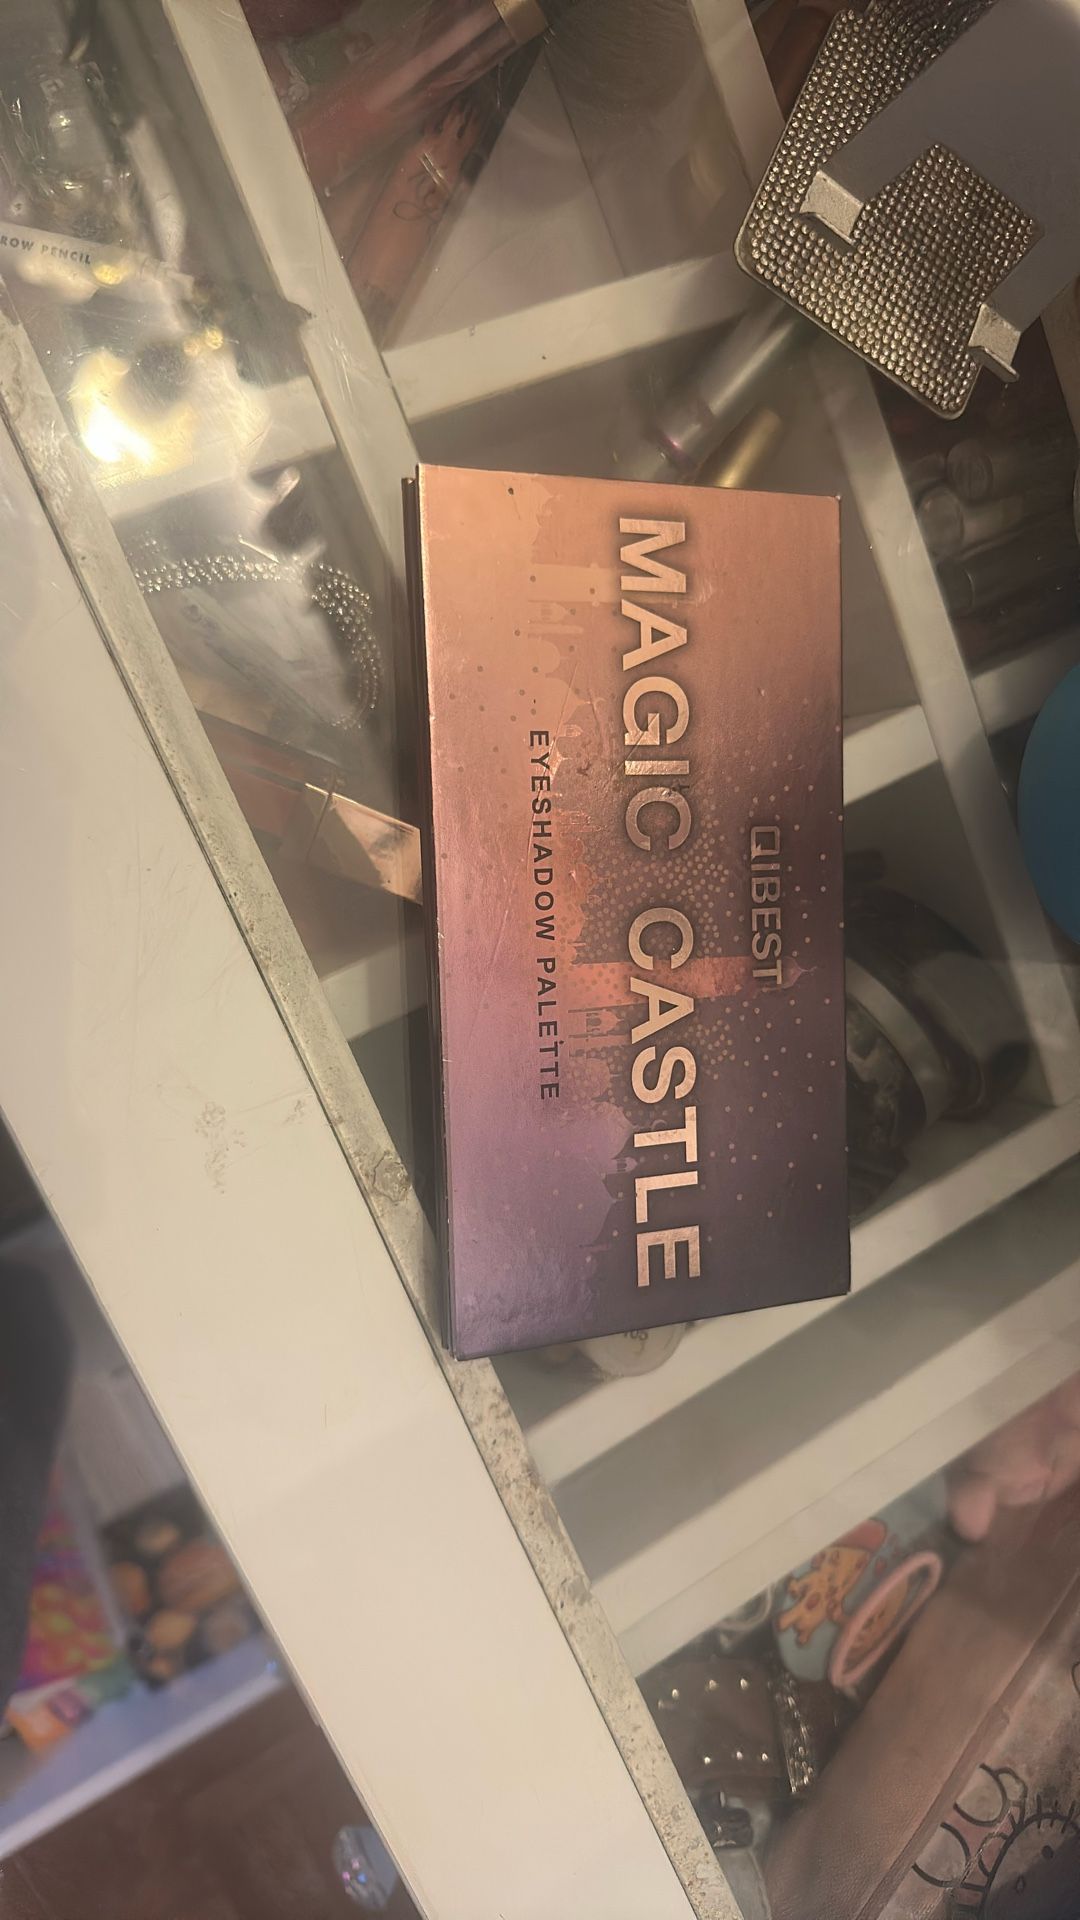 QIBEST
MAGIC CASTLE
EYESHADOW PALETTE
ROW PENCIL